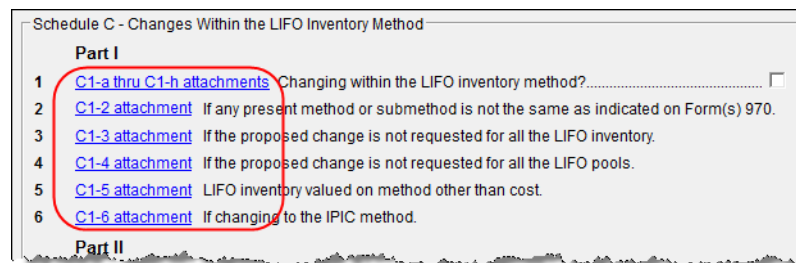 Schedule C - Changes Within the LIFO Inventory Method
Part I
1 C1-a thru C1-h attachments Changing within the LIFO inventory method?............................................
2 C1-2 attachment If any present method or submethod is not the same as indicated on Form(s) 970.
3 C1-3 attachment If the proposed change is not requested for all the LIFO inventory.
4 C1-4 attachment If the proposed change is not requested for all the LIFO pools.
5 C1-5 attachment LIFO inventory valued on method other than cost.
6 C1-6 attachment If changing to the IPIC method.
Part II